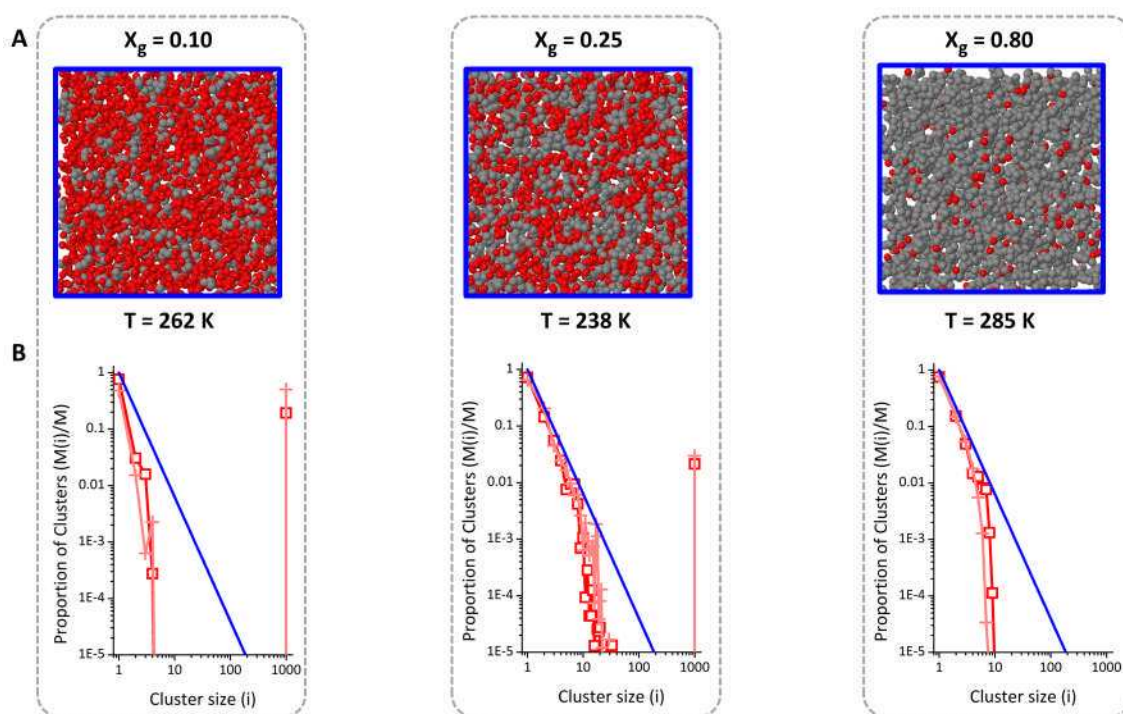 A
X_g = 0.10
X_g = 0.25
X_g = 0.80
T = 262 K
T = 238 K
T = 285 K
B
Proportion of Clusters (M(i)/M)
1
0.1
0.01
1E-3
1E-4
1E-5
1 10 100 1000
Cluster size (i)
Proportion of Clusters (M(i)/M)
1
0.1
0.01
1E-3
1E-4
1E-5
1 10 100 1000
Cluster size (i)
Proportion of Clusters (M(i)/M)
1
0.1
0.01
1E-3
1E-4
1E-5
1 10 100 1000
Cluster size (i)